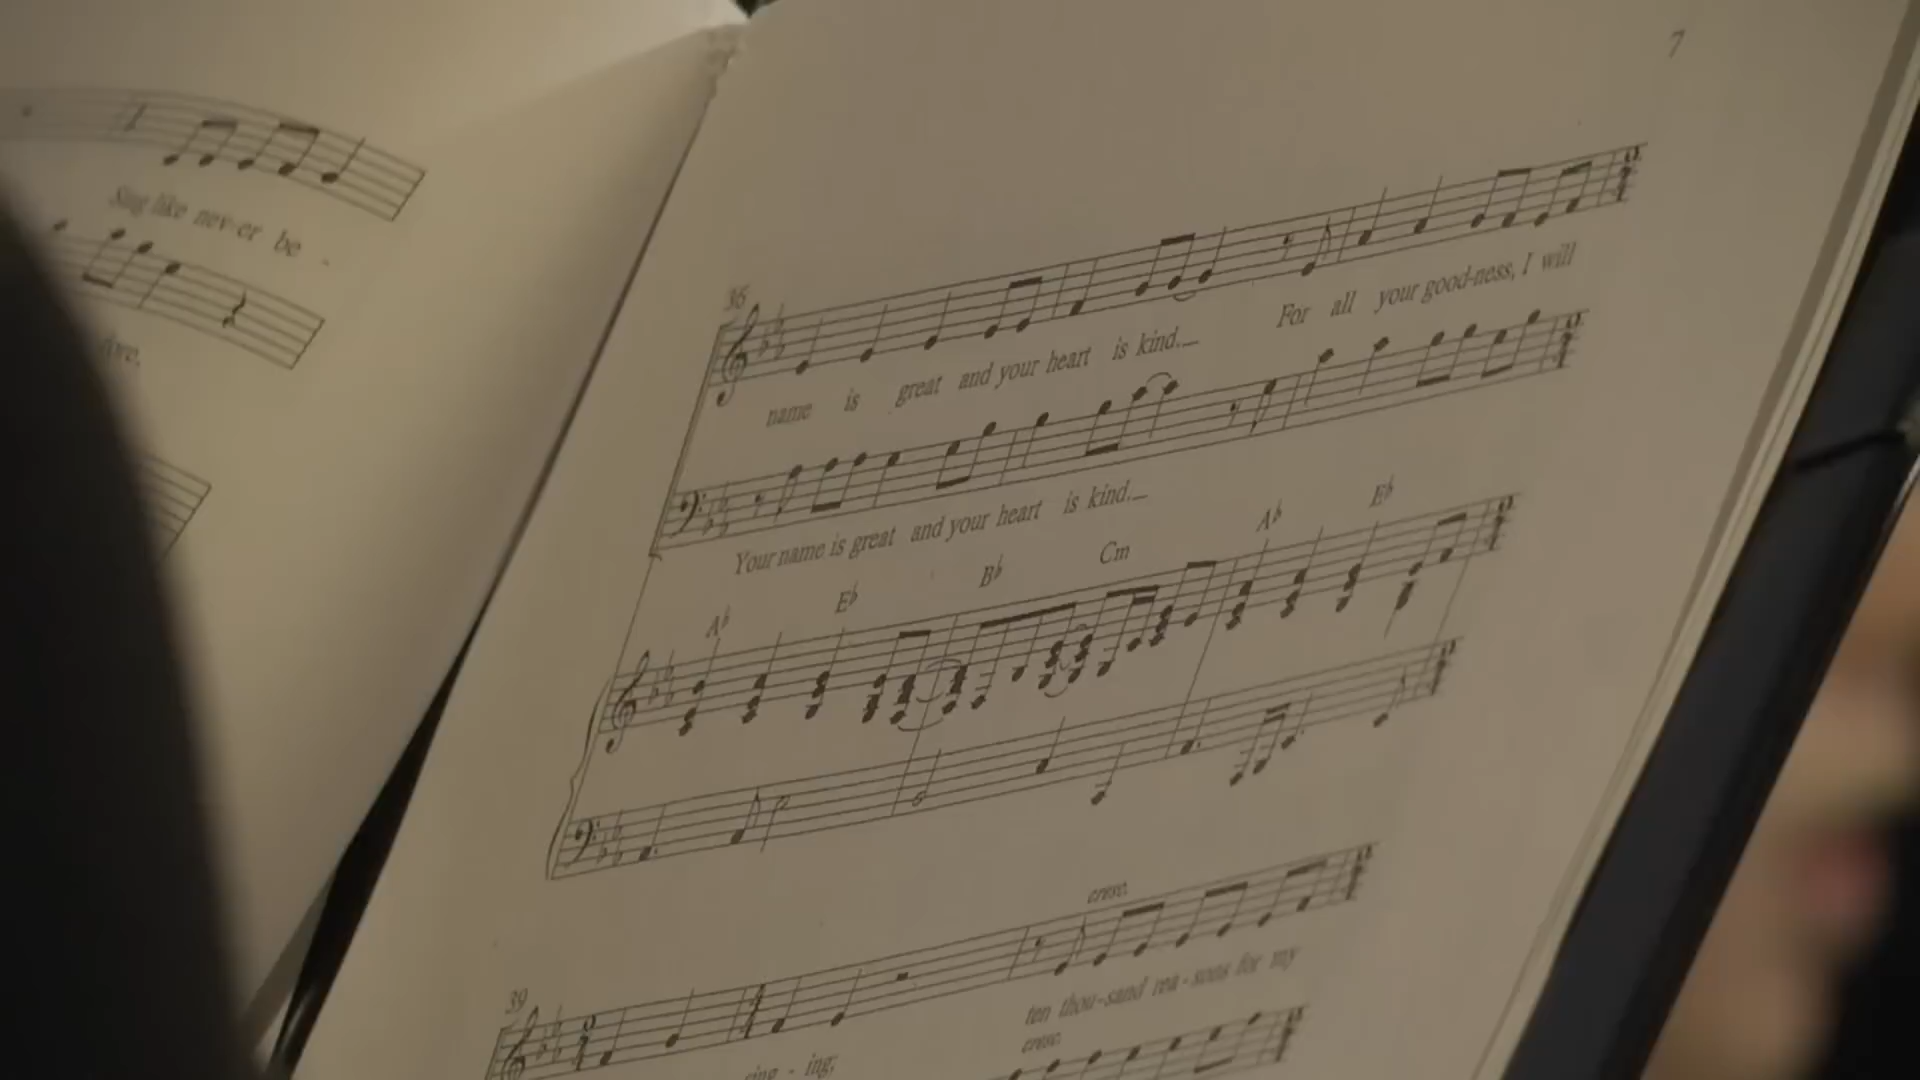 Sing like nev-er be -
fore,
7
36
name is great and your heart is kind. For all your good-ness, I will
Your name is great and your heart is kind.
A♭ E♭ B♭ Cm A♭ E♭
39
cresc.
ten thou-sand rea-sons for my
sing - ing;
cresc.